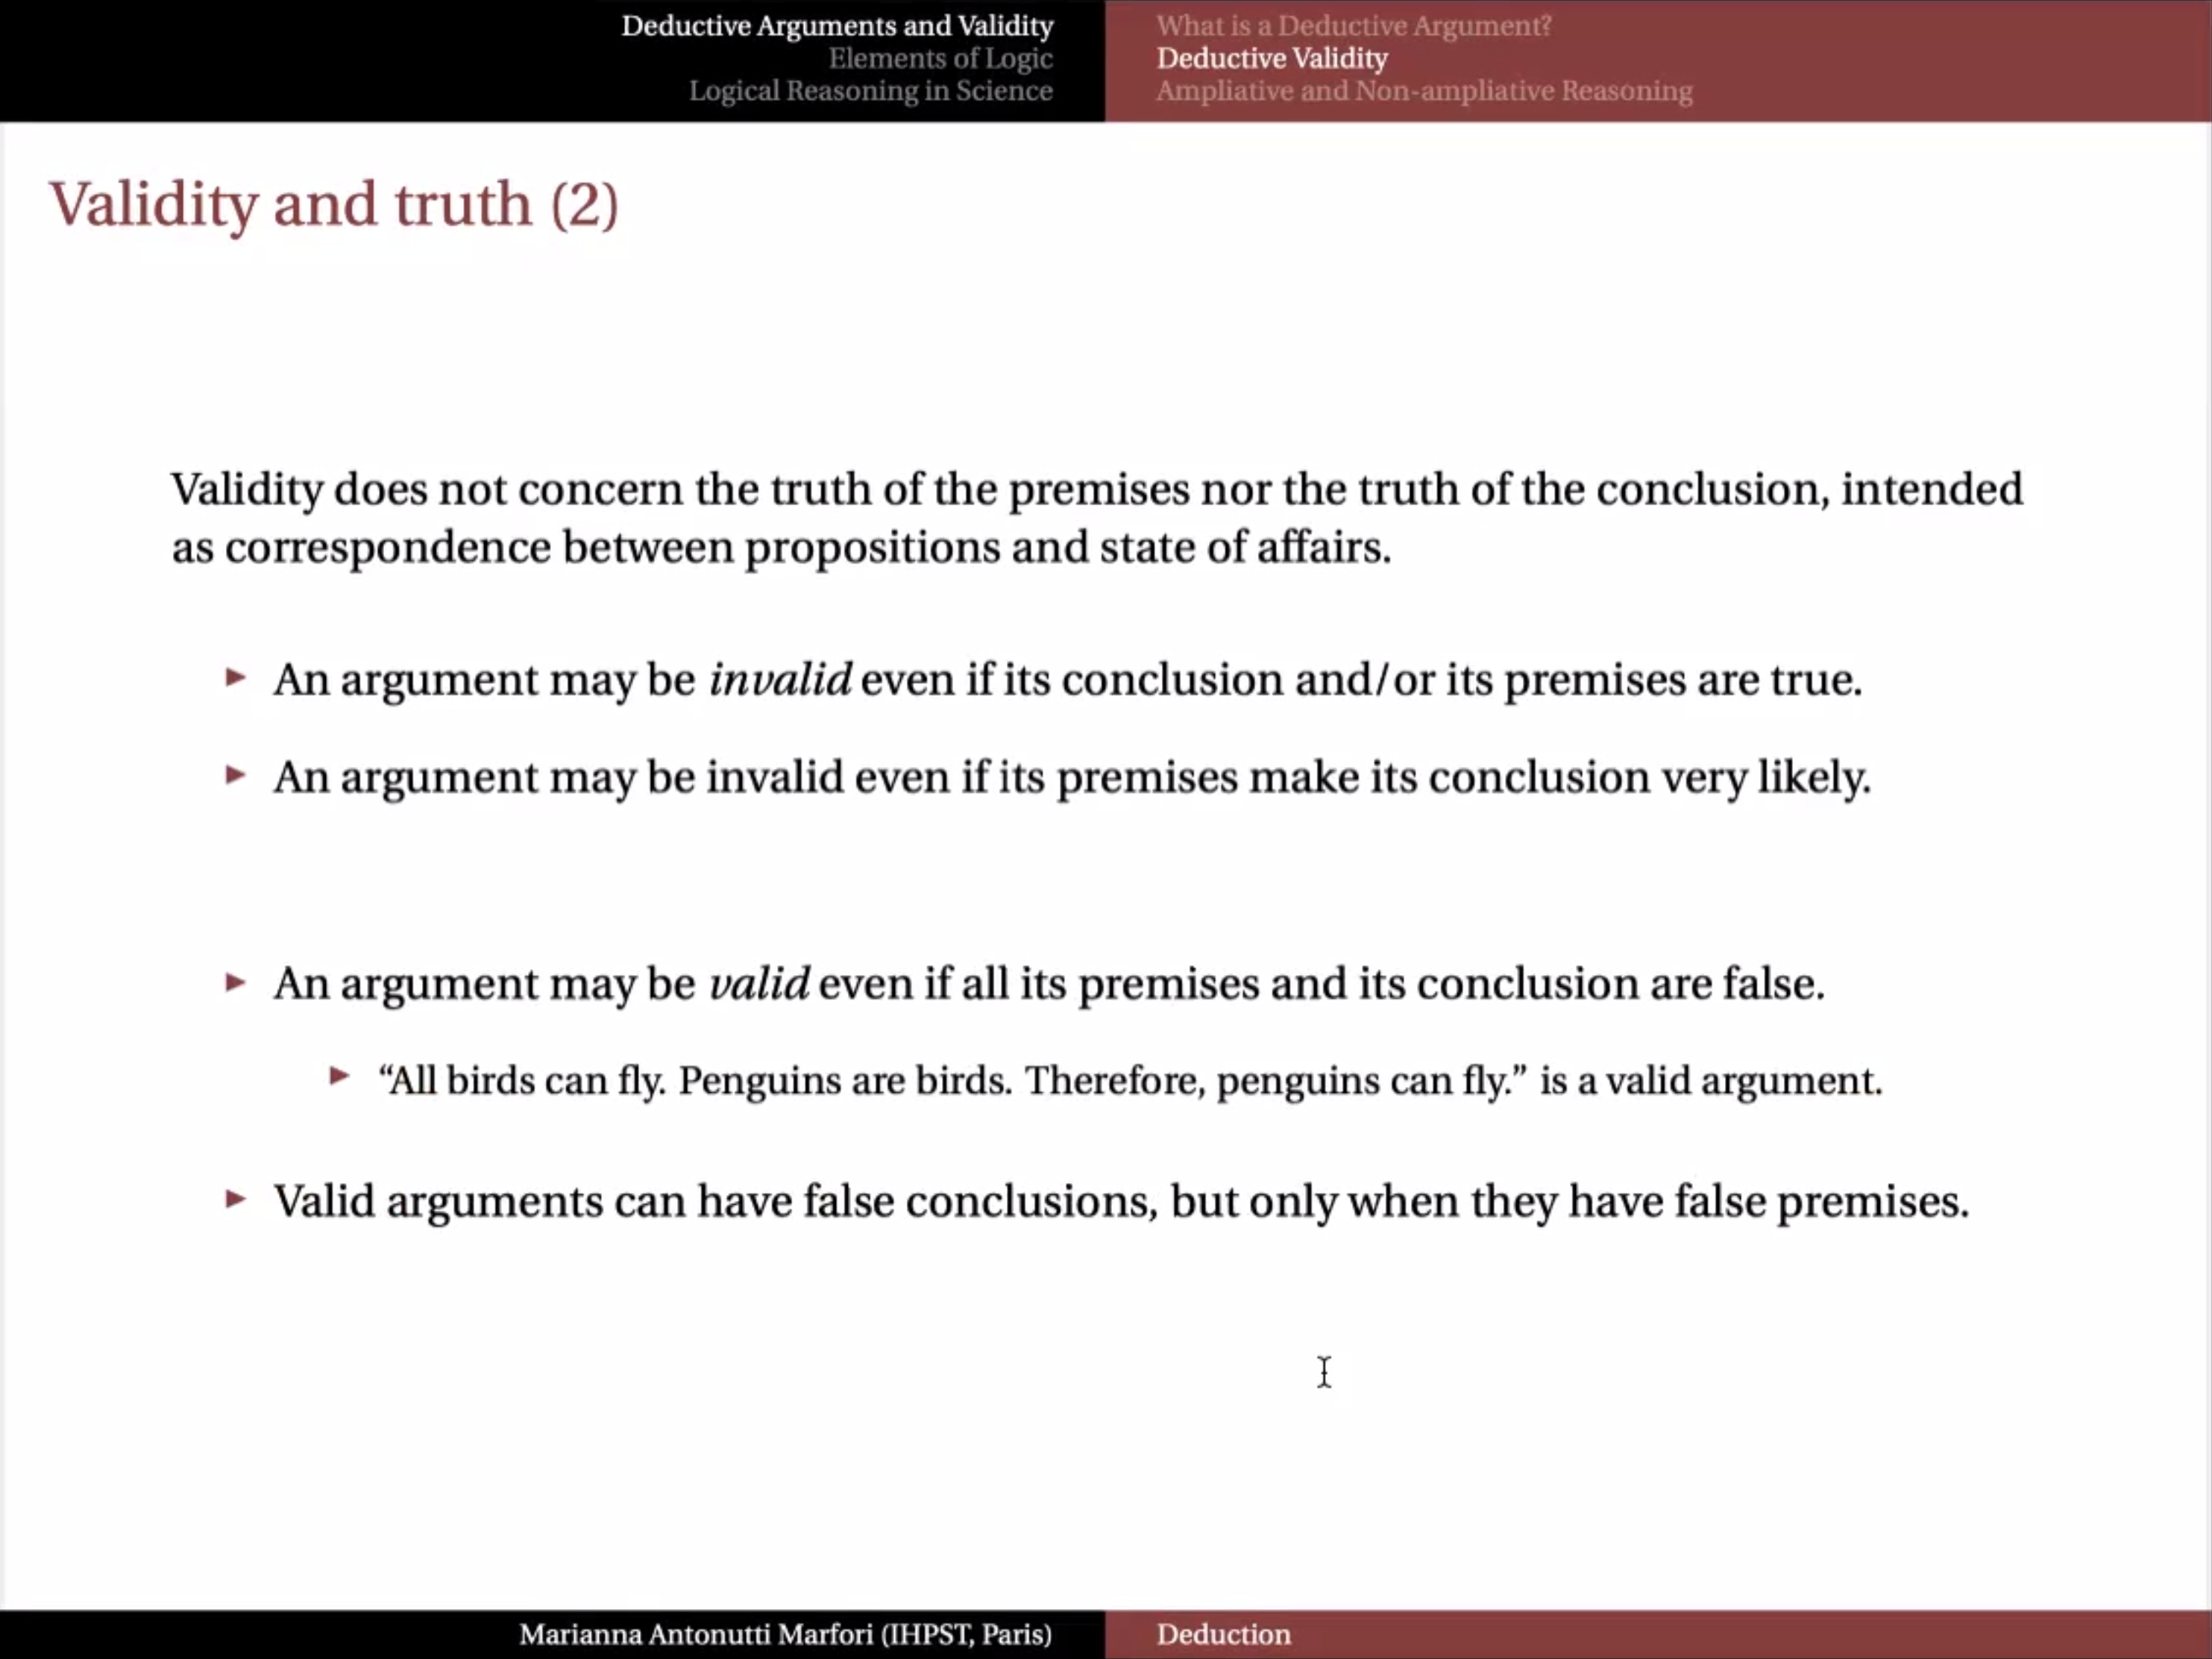 Deductive Arguments and Validity
Elements of Logic
Logical Reasoning in Science
What is a Deductive Argument?
Deductive Validity
Ampliative and Non-ampliative Reasoning
Validity and truth (2)
Validity does not concern the truth of the premises nor the truth of the conclusion, intended
as correspondence between propositions and state of affairs.
► An argument may be invalid even if its conclusion and/or its premises are true.
► An argument may be invalid even if its premises make its conclusion very likely.
► An argument may be valid even if all its premises and its conclusion are false.
► “All birds can fly. Penguins are birds. Therefore, penguins can fly.” is a valid argument.
► Valid arguments can have false conclusions, but only when they have false premises.
Marianna Antonutti Marfori (IHPST, Paris)
Deduction